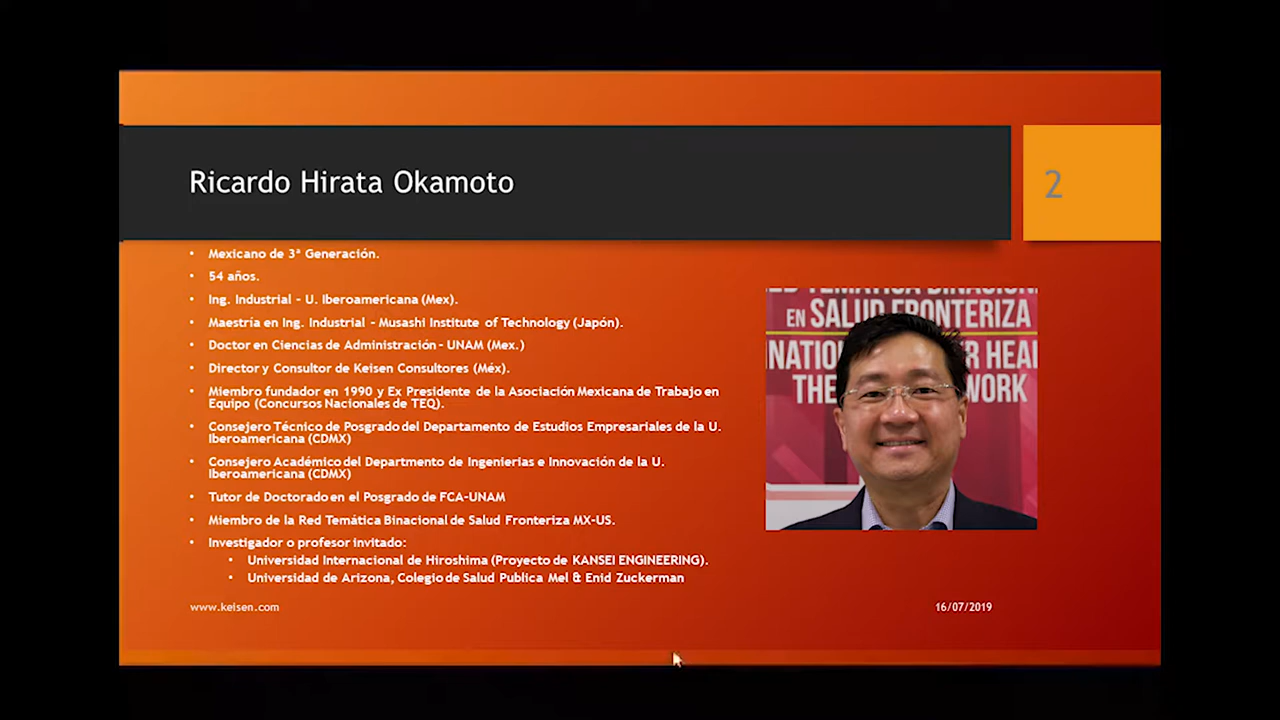 Ricardo Hirata Okamoto
2
• Mexicano de 3ª Generación.
• 54 años.
• Ing. Industrial – U. Iberoamericana (Mex).
• Maestría en Ing. Industrial – Musashi Institute of Technology (Japón).
• Doctor en Ciencias de Administración – UNAM (Mex.)
• Director y Consultor de Keisen Consultores (Méx).
• Miembro fundador en 1990 y Ex Presidente de la Asociación Mexicana de Trabajo en
Equipo (Concursos Nacionales de TEQ).
• Consejero Técnico de Posgrado del Departamento de Estudios Empresariales de la U.
Iberoamericana (CDMX)
• Consejero Académico del Departmento de Ingenierias e Innovación de la U.
Iberoamericana (CDMX)
• Tutor de Doctorado en el Posgrado de FCA-UNAM
• Miembro de la Red Temática Binacional de Salud Fronteriza MX-US.
• Investigador o profesor invitado:
• Universidad Internacional de Hiroshima (Proyecto de KANSEI ENGINEERING).
• Universidad de Arizona, Colegio de Salud Publica Mel & Enid Zuckerman
EN SALUD FRONTERIZA
THE
www.keisen.com
16/07/2019